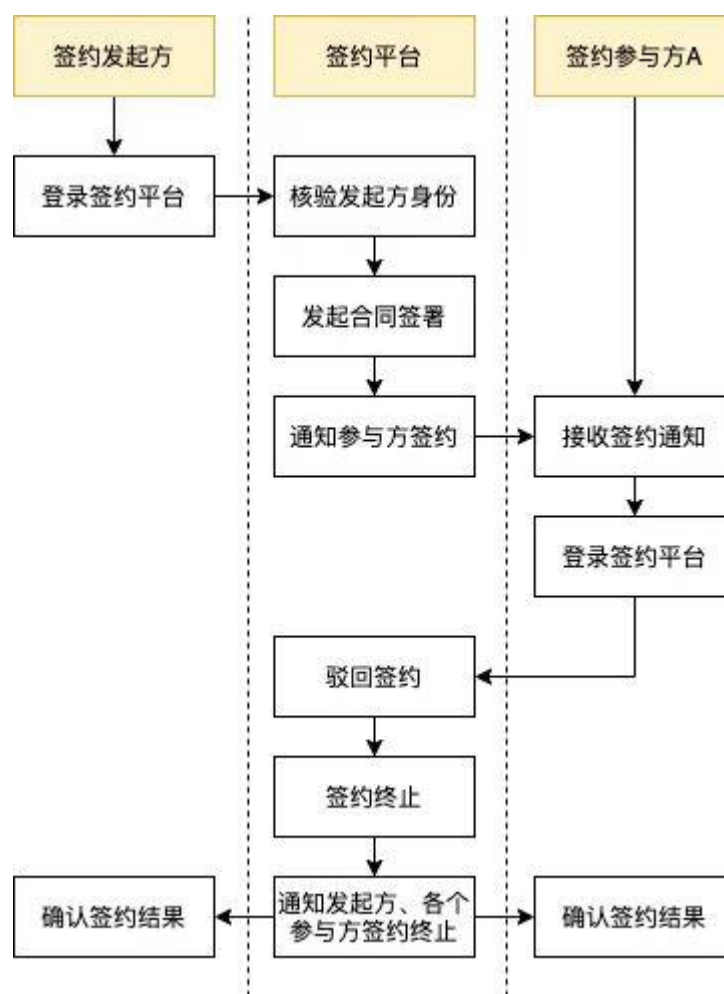 签约发起方
签约平台
签约参与方A
登录签约平台
核验发起方身份
发起合同签署
通知参与方签约
接收签约通知
登录签约平台
驳回签约
签约终止
确认签约结果
通知发起方、各个
参与方签约终止
确认签约结果